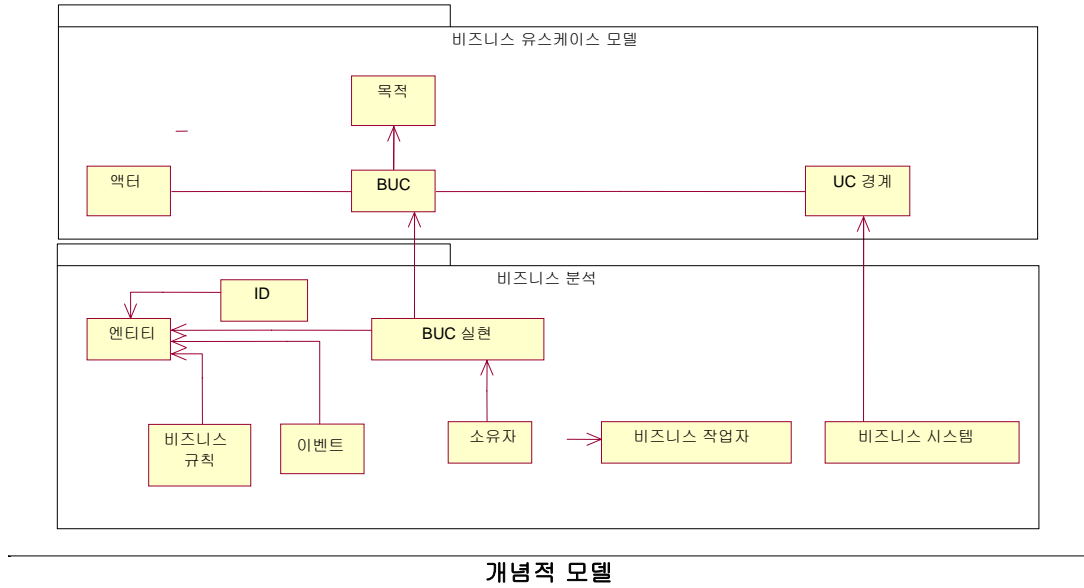 비즈니스 유스케이스 모델
목적
액터
BUC
UC 경계
비즈니스 분석
ID
엔티티
BUC 실현
비즈니스
규칙
이벤트
소유자
비즈니스 작업자
비즈니스 시스템
개념적 모델